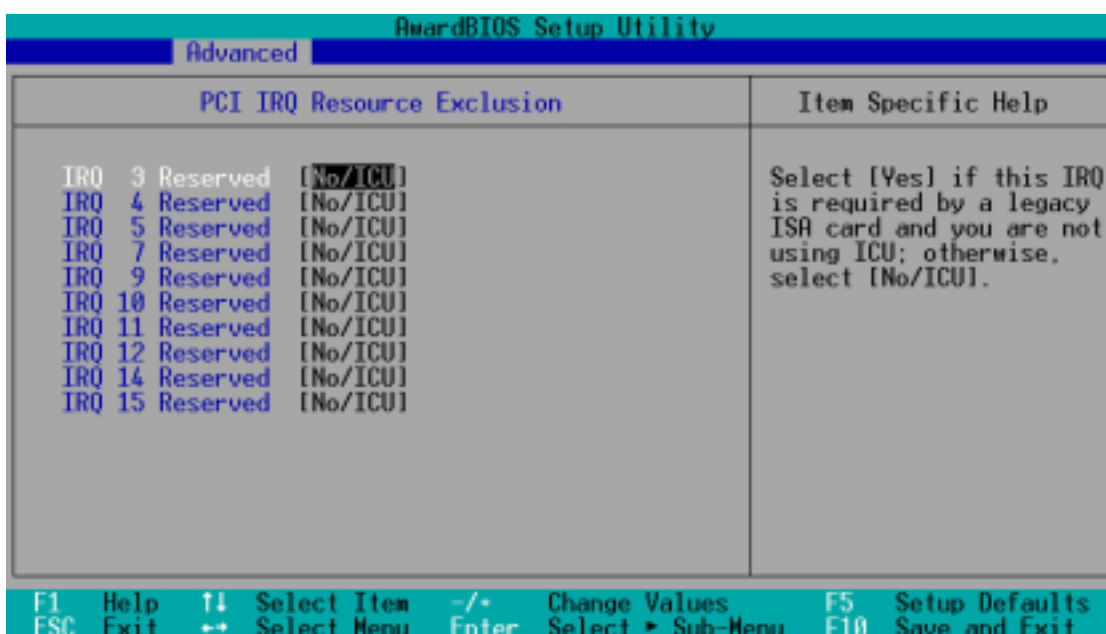 AwardBIOS Setup Utility
Advanced
PCI IRQ Resource Exclusion
IRQ 3 Reserved [No/ICU]
IRQ 4 Reserved [No/ICU]
IRQ 5 Reserved [No/ICU]
IRQ 7 Reserved [No/ICU]
IRQ 9 Reserved [No/ICU]
IRQ 10 Reserved [No/ICU]
IRQ 11 Reserved [No/ICU]
IRQ 12 Reserved [No/ICU]
IRQ 14 Reserved [No/ICU]
IRQ 15 Reserved [No/ICU]
Item Specific Help
Select [Yes] if this IRQ
is required by a legacy
ISA card and you are not
using ICU; otherwise,
select [No/ICU].
F1 Help ↑↓ Select Item -/+ Change Values F5 Setup Defaults
ESC Exit ←→ Select Menu Enter Select ► Sub-Menu F10 Save and Exit